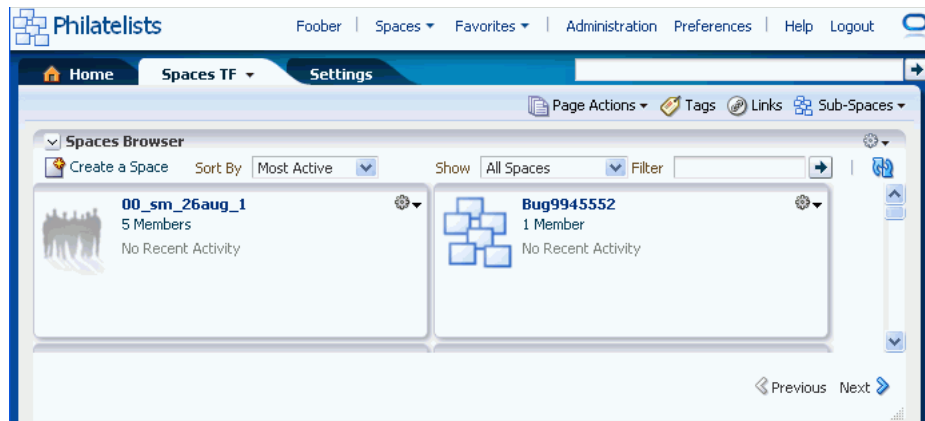 Philatelists Foober Spaces Favorites Administration Preferences Help Logout
Home Spaces TF Settings
Page Actions Tags Links Sub-Spaces
Spaces Browser
Create a Space Sort By Most Active Show All Spaces Filter
00_sm_26aug_1 Bug9945552
5 Members 1 Member
No Recent Activity No Recent Activity
Previous Next